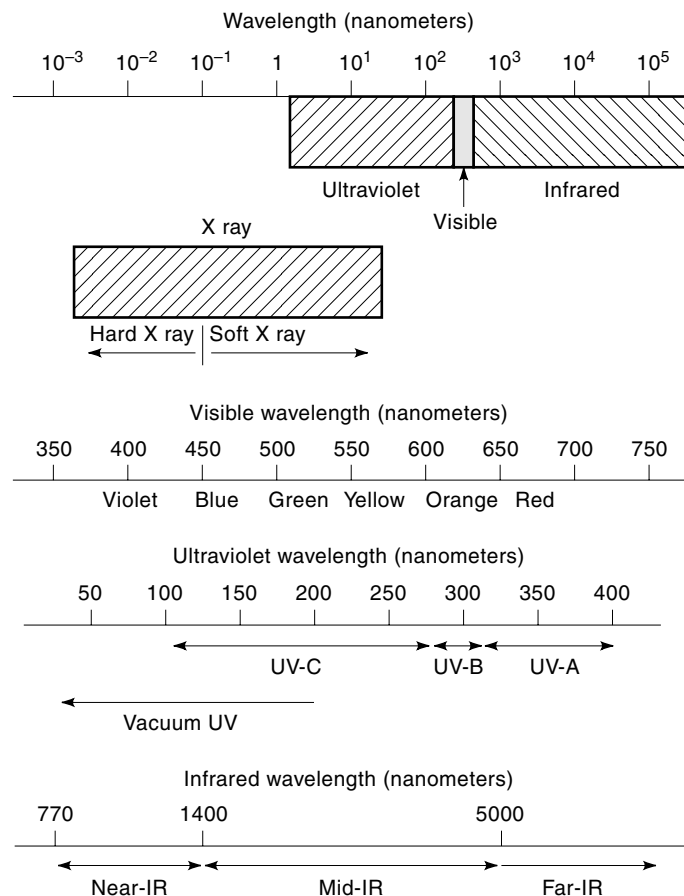 Wavelength (nanometers)
10⁻³ 10⁻² 10⁻¹ 1 10¹ 10² 10³ 10⁴ 10⁵
Ultraviolet Infrared
Visible
X ray
Hard X ray Soft X ray
Visible wavelength (nanometers)
350 400 450 500 550 600 650 700 750
Violet Blue Green Yellow Orange Red
Ultraviolet wavelength (nanometers)
50 100 150 200 250 300 350 400
UV-C UV-B UV-A
Vacuum UV
Infrared wavelength (nanometers)
770 1400 5000
Near-IR Mid-IR Far-IR